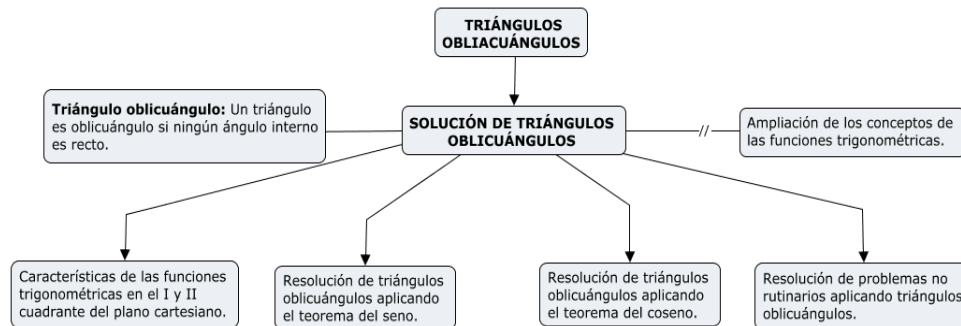 TRIÁNGULOS
OBLIACUÁNGULOS
Triángulo oblicuángulo: Un triángulo
es oblicuángulo si ningún ángulo interno
es recto.
SOLUCIÓN DE TRIÁNGULOS
OBLICUÁNGULOS
//
Ampliación de los conceptos de
las funciones trigonométricas.
Características de las funciones
trigonométricas en el I y II
cuadrante del plano cartesiano.
Resolución de triángulos
oblicuángulos aplicando
el teorema del seno.
Resolución de triángulos
oblicuángulos aplicando
el teorema del coseno.
Resolución de problemas no
rutinarios aplicando triángulos
oblicuángulos.